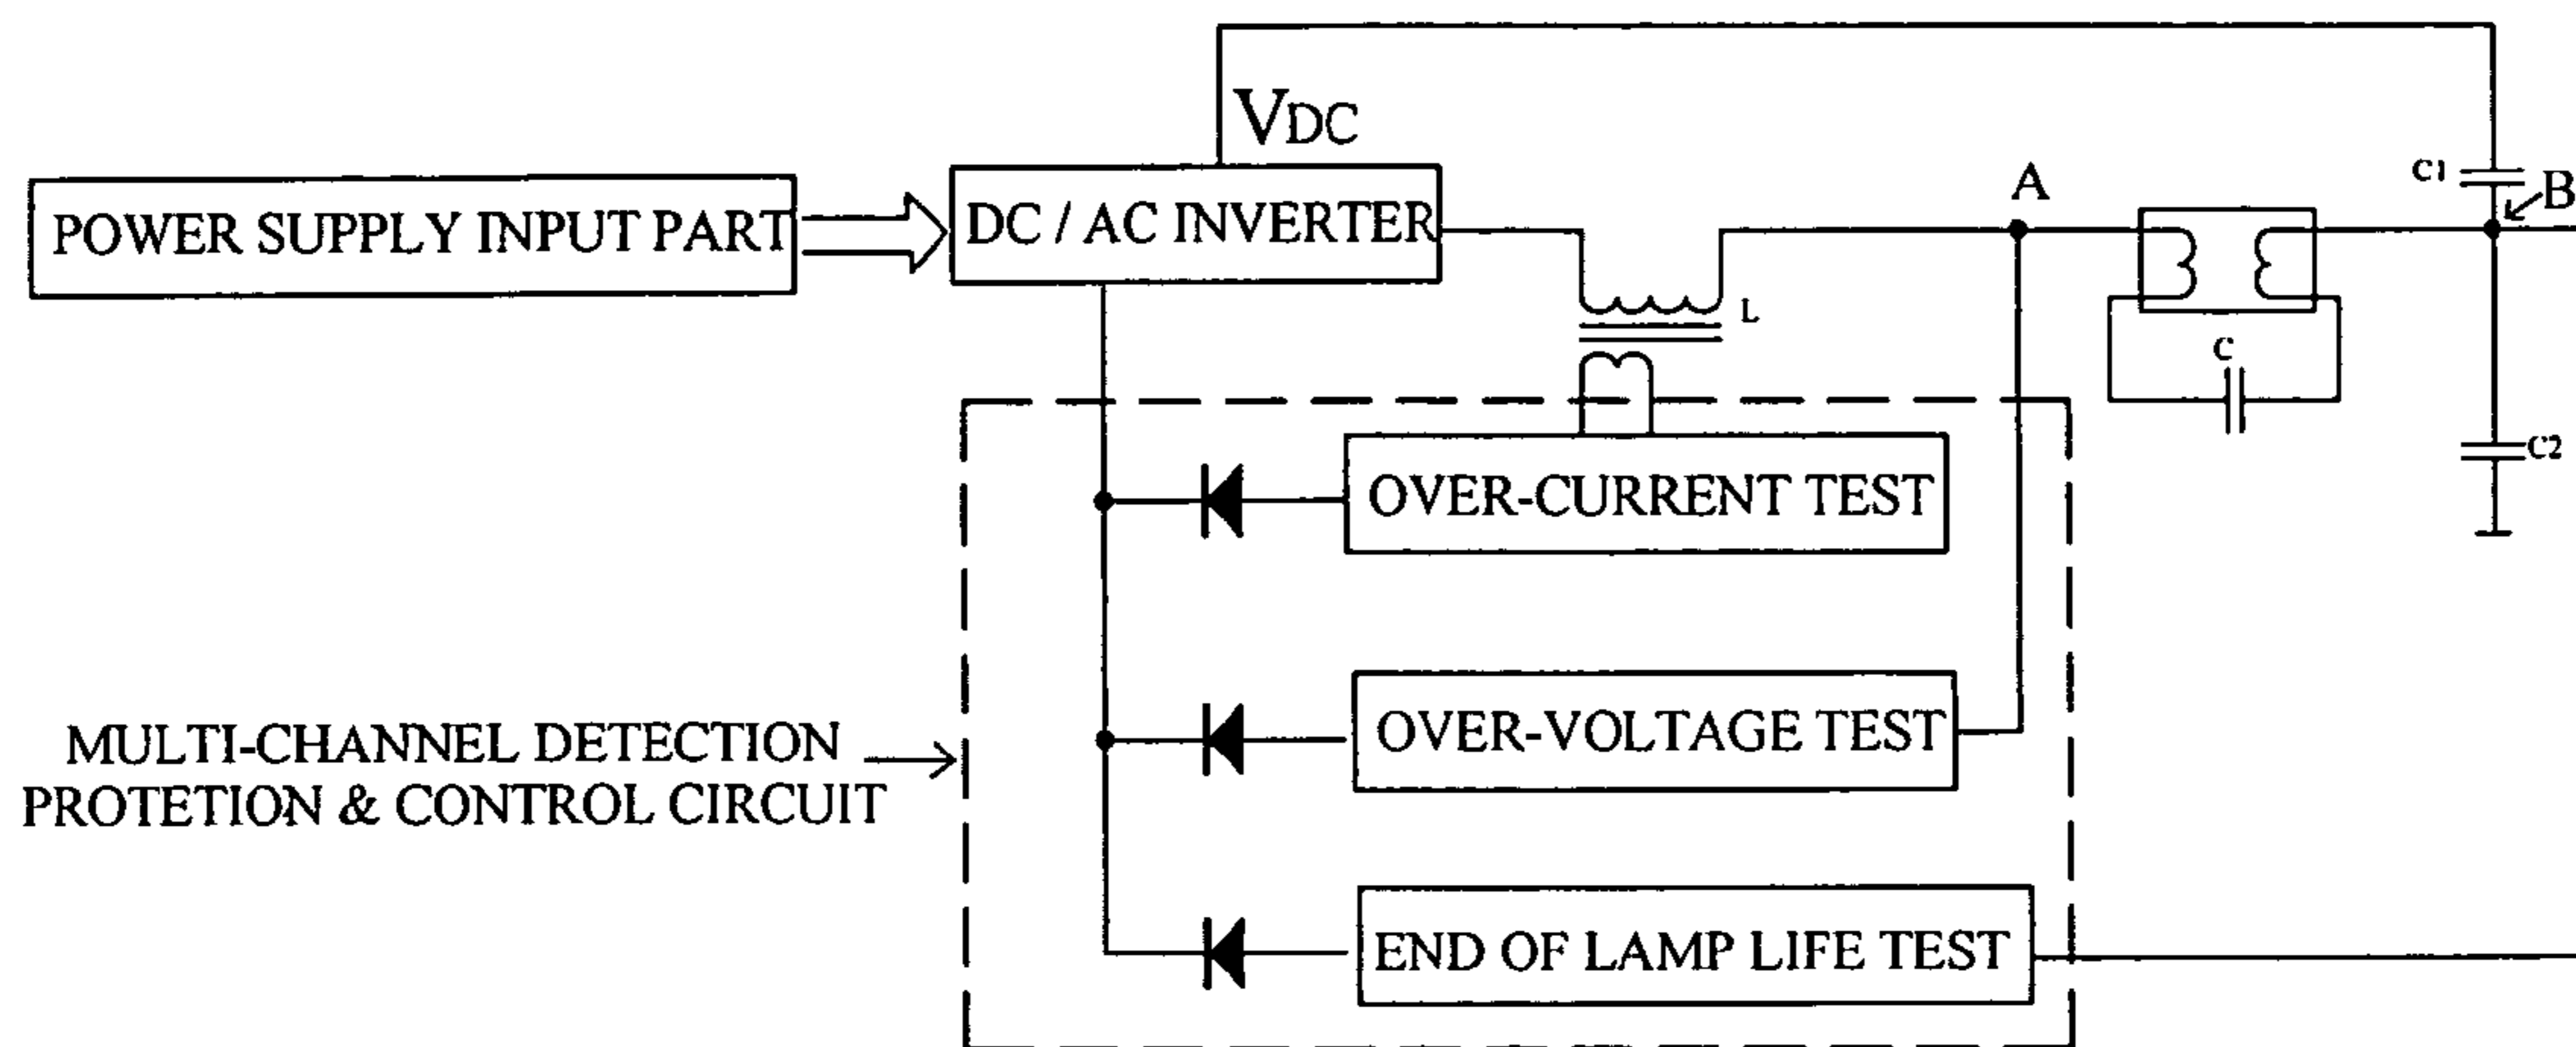 VDC
C1
B
A
POWER SUPPLY INPUT PART
DC / AC INVERTER
L
C
C2
OVER-CURRENT TEST
OVER-VOLTAGE TEST
MULTI-CHANNEL DETECTION
PROTETION & CONTROL CIRCUIT
END OF LAMP LIFE TEST